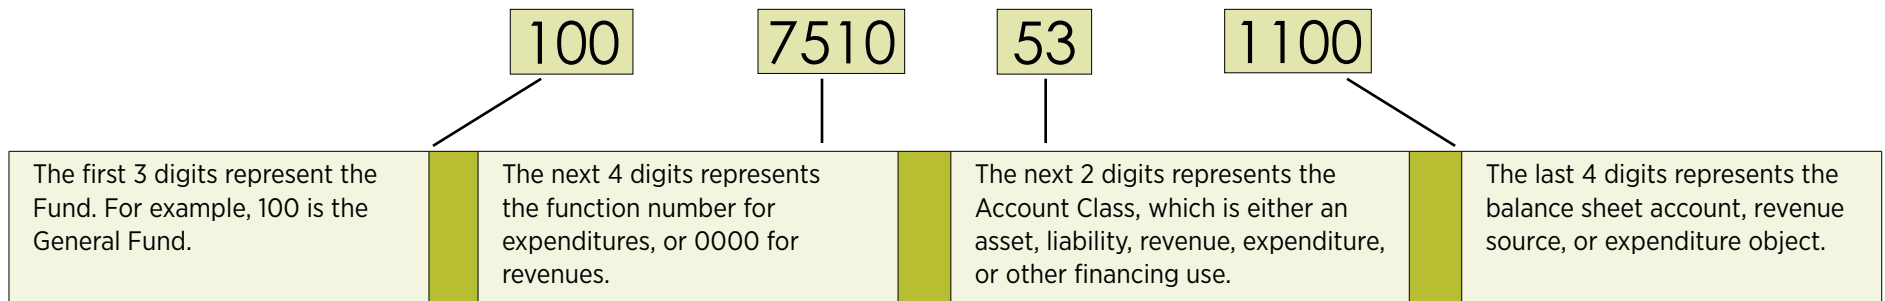 100 7510 53 1100
The first 3 digits represent the
Fund. For example, 100 is the
General Fund.
The next 4 digits represents
the function number for
expenditures, or 0000 for
revenues.
The next 2 digits represents the
Account Class, which is either an
asset, liability, revenue, expenditure,
or other financing use.
The last 4 digits represents the
balance sheet account, revenue
source, or expenditure object.